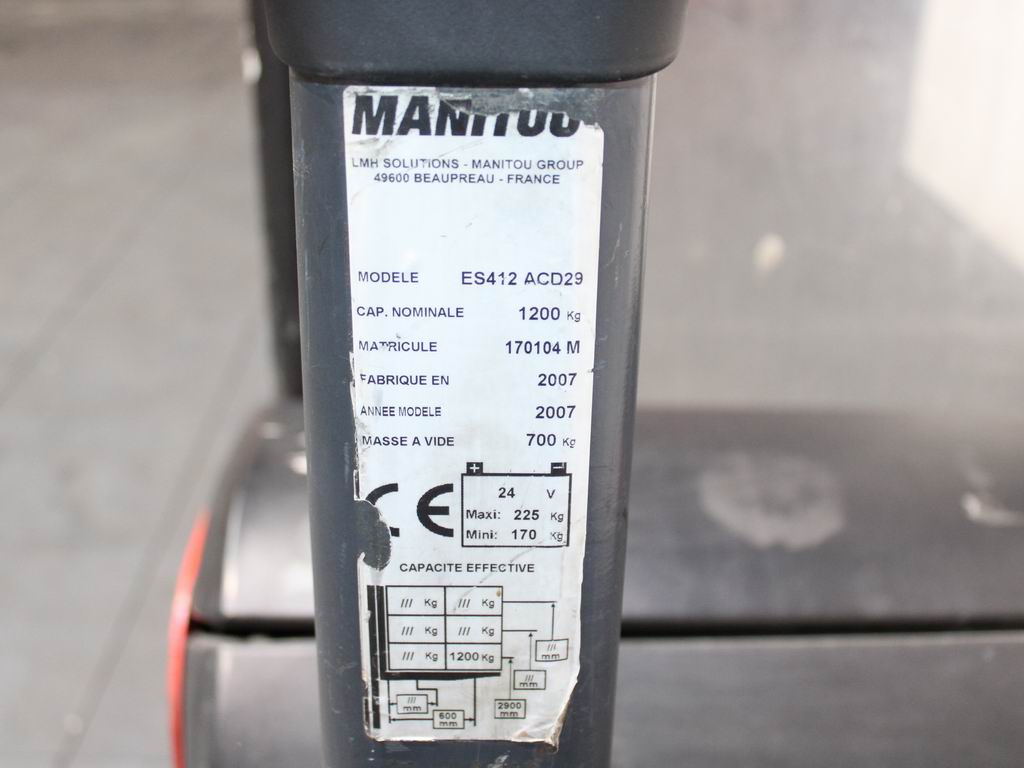 MANITOU
LMH SOLUTIONS - MANITOU GROUP
49600 BEAUPREAU - FRANCE
MODELE ES412 ACD29
CAP. NOMINALE 1200 Kg
MATRICULE 170104 M
FABRIQUE EN 2007
ANNEE MODELE 2007
MASSE A VIDE 700 Kg
CE
+ −
24 V
Maxi: 225 Kg
Mini: 170 Kg
CAPACITE EFFECTIVE
/// Kg /// Kg
/// Kg /// Kg
/// Kg 1200 Kg
/// mm
/// mm
/// mm
2900 mm
600 mm